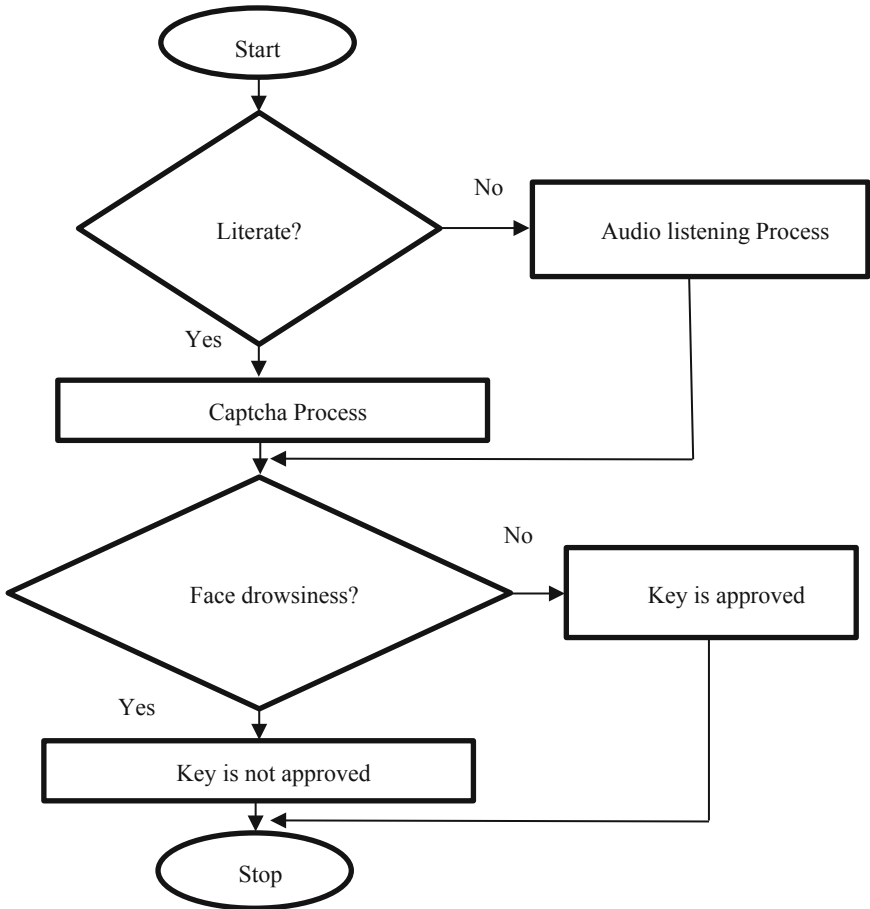 Start
No
Literate?
Audio listening Process
Yes
Captcha Process
No
Face drowsiness?
Key is approved
Yes
Key is not approved
Stop